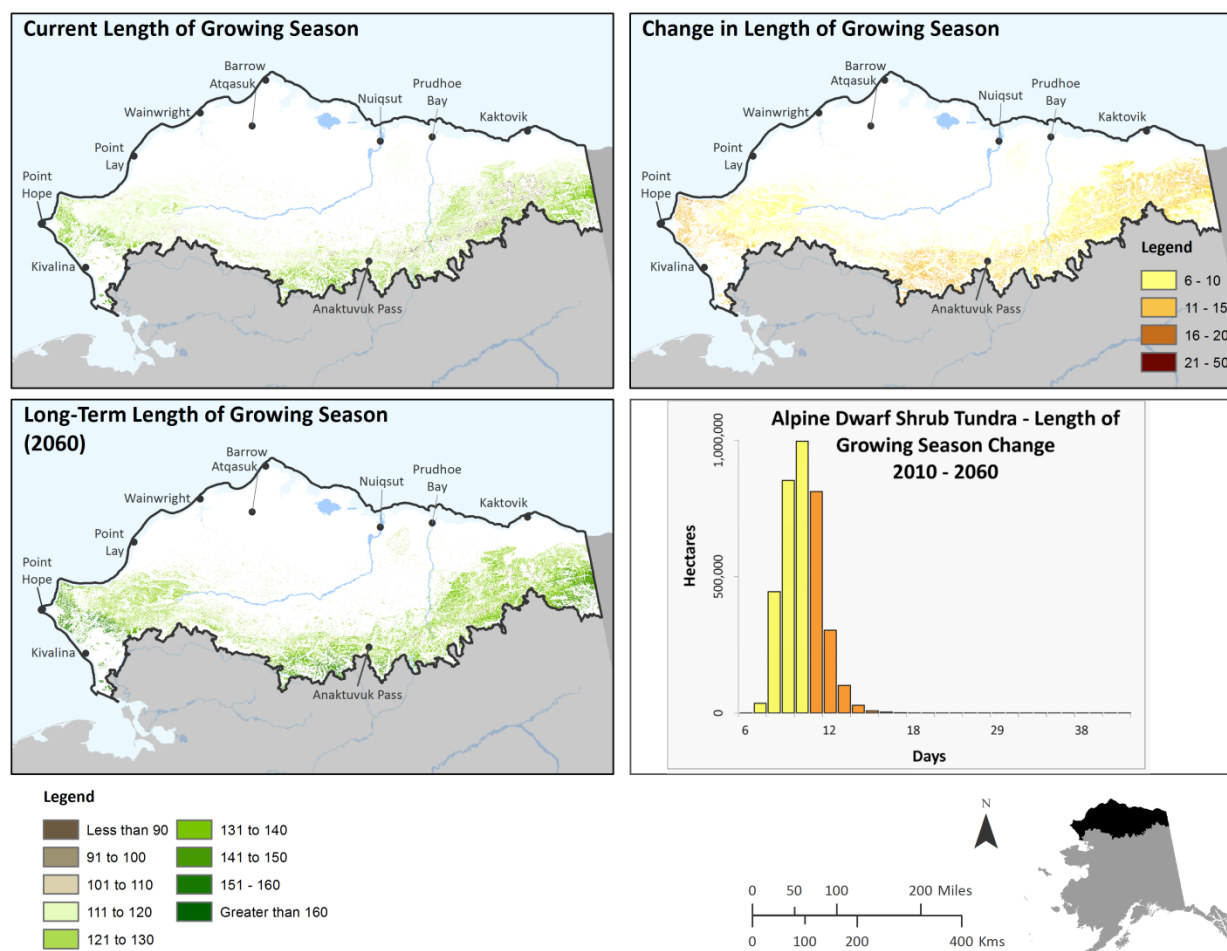 Current Length of Growing Season
Barrow
Atqasuk
Nuiqsut
Prudhoe
Bay
Kaktovik
Wainwright
Point
Lay
Point
Hope
Kivalina
Anaktuvuk Pass
Change in Length of Growing Season
Barrow
Atqasuk
Nuiqsut
Prudhoe
Bay
Kaktovik
Wainwright
Point
Lay
Point
Hope
Kivalina
Anaktuvuk Pass
Legend
6 - 10
11 - 15
16 - 20
21 - 50
Long-Term Length of Growing Season
(2060)
Barrow
Atqasuk
Nuiqsut
Prudhoe
Bay
Kaktovik
Wainwright
Point
Lay
Point
Hope
Kivalina
Anaktuvuk Pass
Alpine Dwarf Shrub Tundra - Length of
Growing Season Change
2010 - 2060
Hectares
1,000,000
500,000
0
6 12 18 29 38
Days
Legend
Less than 90
91 to 100
101 to 110
111 to 120
121 to 130
131 to 140
141 to 150
151 - 160
Greater than 160
N
0 50 100 200 Miles
0 100 200 400 Kms